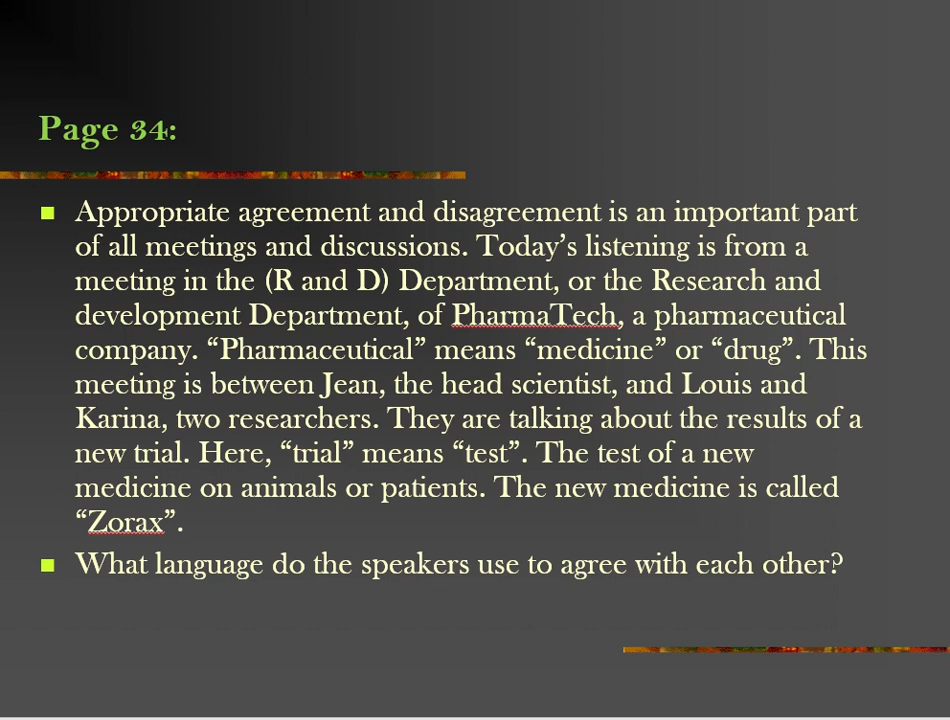 Page 34:
Appropriate agreement and disagreement is an important part
of all meetings and discussions. Today’s listening is from a
meeting in the (R and D) Department, or the Research and
development Department, of PharmaTech, a pharmaceutical
company. “Pharmaceutical” means “medicine” or “drug”. This
meeting is between Jean, the head scientist, and Louis and
Karina, two researchers. They are talking about the results of a
new trial. Here, “trial” means “test”. The test of a new
medicine on animals or patients. The new medicine is called
“Zorax”.
What language do the speakers use to agree with each other?